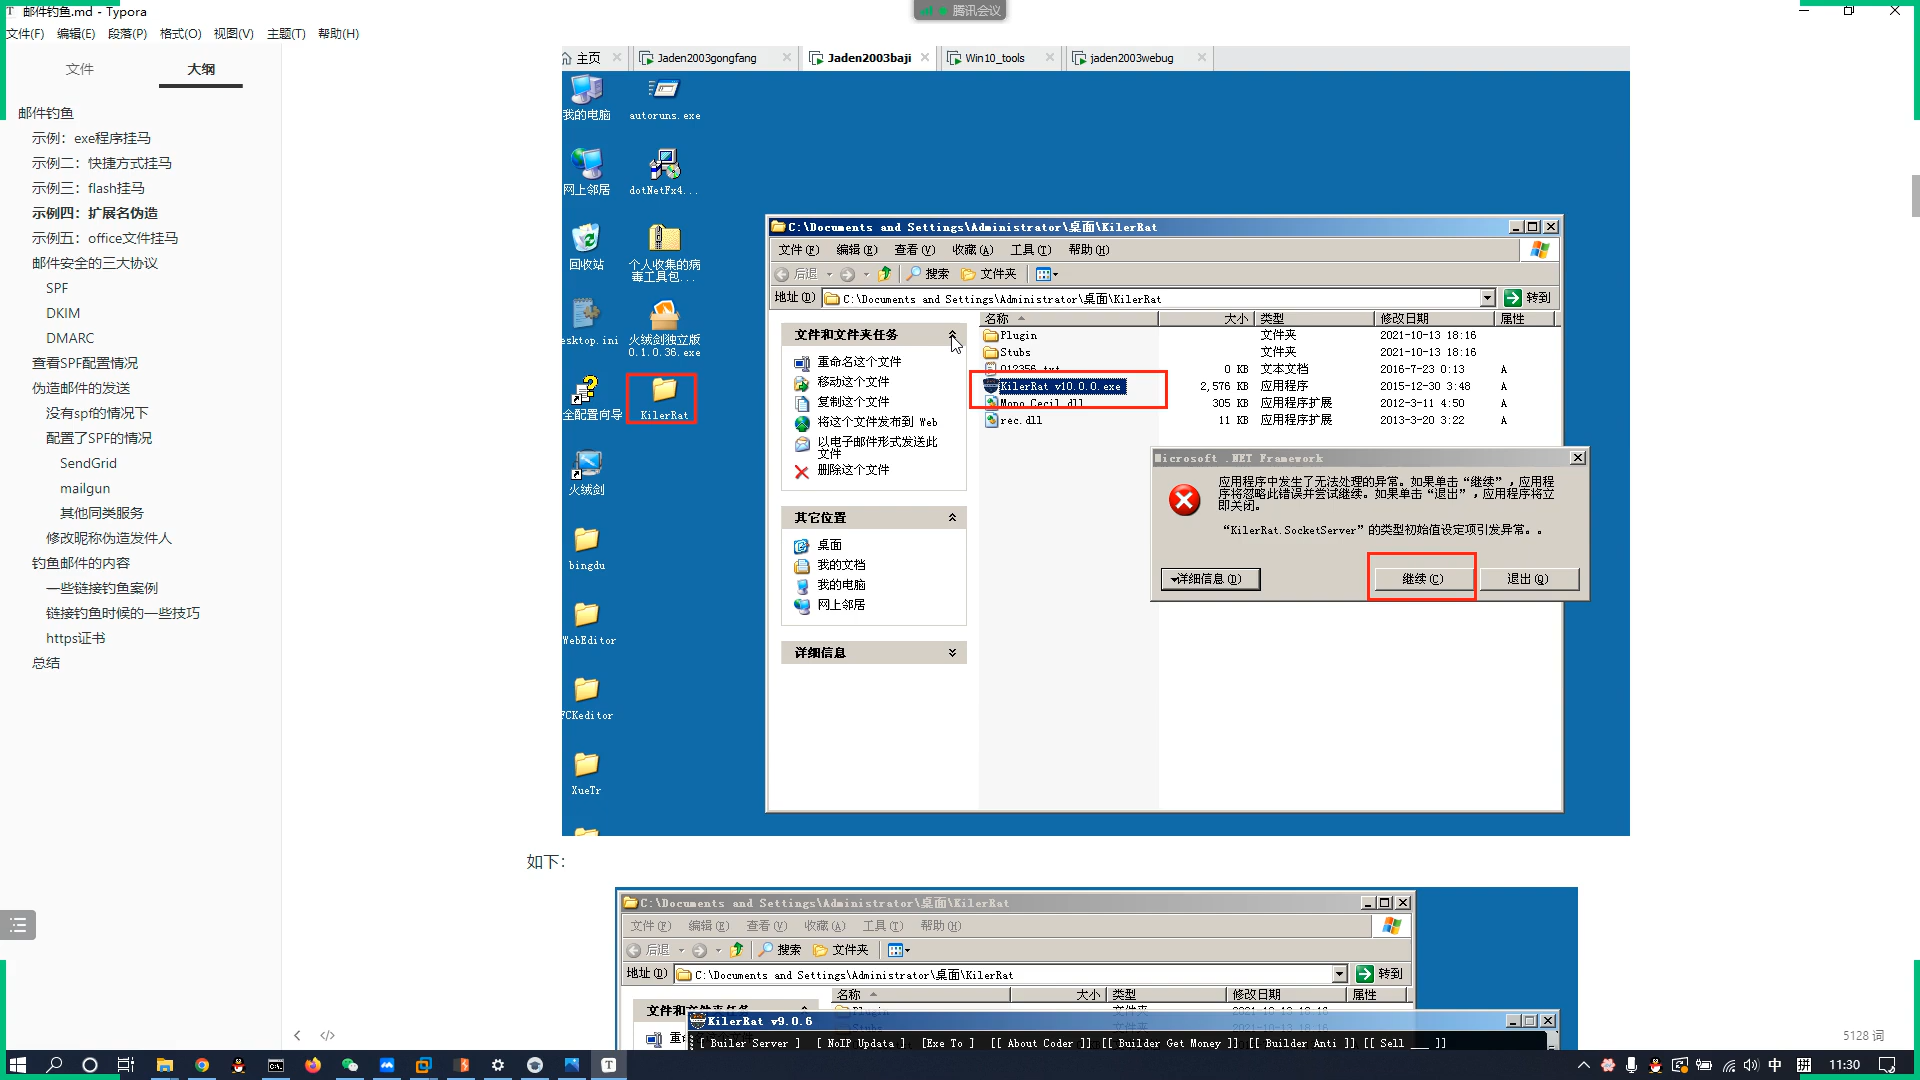 邮件钓鱼.md - Typora
腾讯会议
文件(F) 编辑(E) 段落(P) 格式(O) 视图(V) 主题(T) 帮助(H)
文件 大纲
邮件钓鱼
示例：exe程序挂马
示例二：快捷方式挂马
示例三：flash挂马
示例四：扩展名伪造
示例五：office文件挂马
邮件安全的三大协议
SPF
DKIM
DMARC
查看SPF配置情况
伪造邮件的发送
没有spf的情况下
配置了SPF的情况
SendGrid
mailgun
其他同类服务
修改昵称伪造发件人
钓鱼邮件的内容
一些链接钓鱼案例
链接钓鱼时候的一些技巧
https证书
总结
主页 Jaden2003gongfang Jaden2003baji Win10_tools jaden2003webug
我的电脑 autoruns.exe
网上邻居 dotNetFx4...
回收站 个人收集的病
毒工具包...
esktop.ini 火绒剑独立版
0.1.0.36.exe
全配置向导 KilerRat
火绒剑
bingdu
WebEditor
FCKeditor
XueTr
C:\Documents and Settings\Administrator\桌面\KilerRat
文件(F) 编辑(E) 查看(V) 收藏(A) 工具(T) 帮助(H)
后退 搜索 文件夹
地址(D) C:\Documents and Settings\Administrator\桌面\KilerRat 转到
名称 大小 类型 修改日期 属性
Plugin 文件夹 2021-10-13 18:16
Stubs 文件夹 2021-10-13 18:16
012356.txt 0 KB 文本文档 2016-7-23 0:13 A
KilerRat v10.0.0.exe 2,576 KB 应用程序 2015-12-30 3:48 A
Mono.Cecil.dll 305 KB 应用程序扩展 2012-3-11 4:50 A
rec.dll 11 KB 应用程序扩展 2013-3-20 3:22 A
文件和文件夹任务
重命名这个文件
移动这个文件
复制这个文件
将这个文件发布到 Web
以电子邮件形式发送此
文件
删除这个文件
其它位置
桌面
我的文档
我的电脑
网上邻居
详细信息
Microsoft .NET Framework
应用程序中发生了无法处理的异常。如果单击“继续”，应用程
序将忽略此错误并尝试继续。如果单击“退出”，应用程序将立
即关闭。
“KilerRat.SocketServer”的类型初始值设定项引发异常。。
详细信息(D) 继续(C) 退出(Q)
如下：
C:\Documents and Settings\Administrator\桌面\KilerRat
文件(F) 编辑(E) 查看(V) 收藏(A) 工具(T) 帮助(H)
后退 搜索 文件夹
地址(D) C:\Documents and Settings\Administrator\桌面\KilerRat 转到
名称 大小 类型 修改日期 属性
KilerRat v9.0.6
[ Builer Server ] [ NoIP Updata ] [Exe To ] [[ About Coder ]] [[ Builder Get Money ]] [[ Builder Anti ]] [[ Sell ___ ]]
5128 词
中 拼 11:30